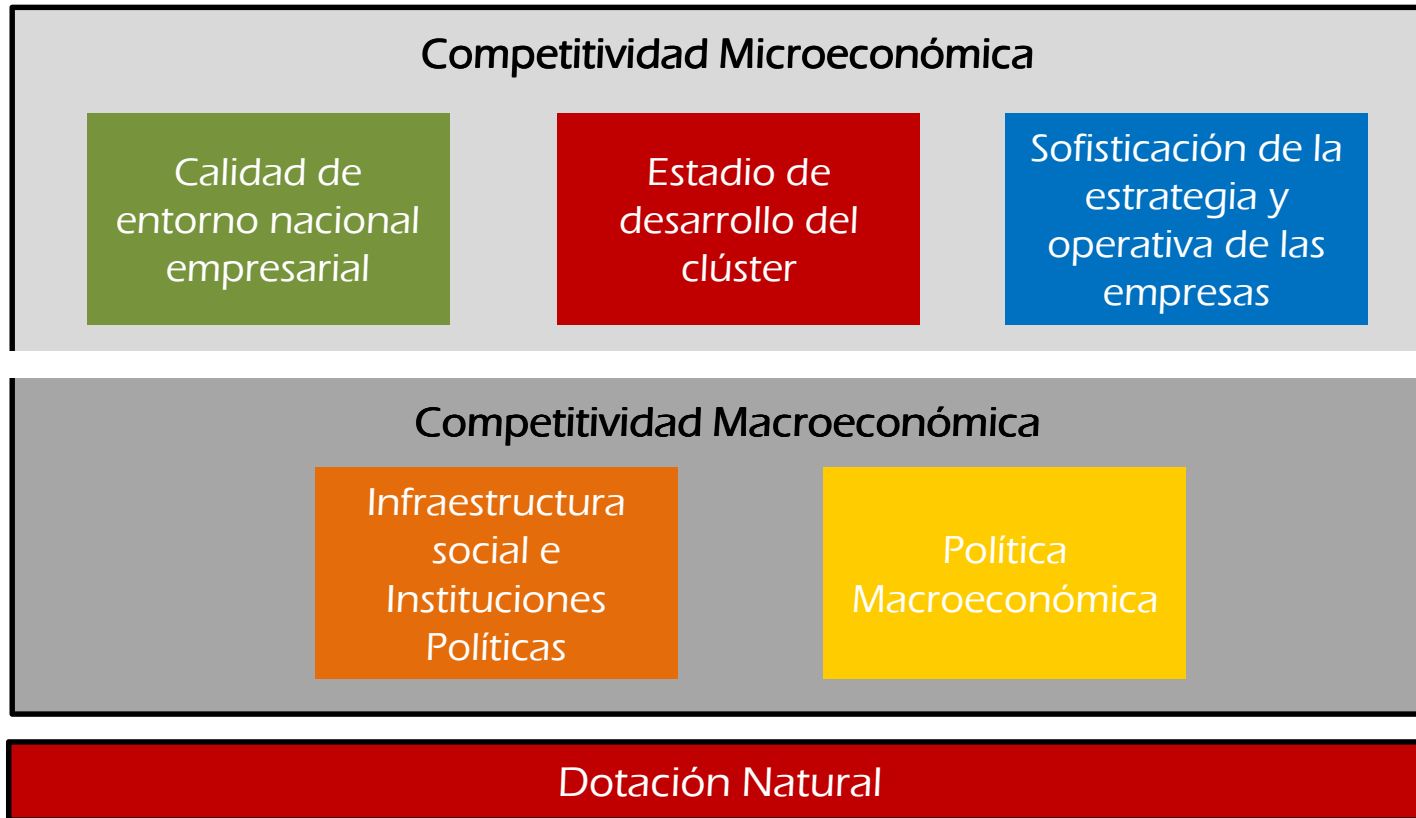 Competitividad Microeconómica
Calidad de
entorno nacional
empresarial
Estadio de
desarrollo del
clúster
Sofisticación de la
estrategia y
operativa de las
empresas
Competitividad Macroeconómica
Infraestructura
social e
Instituciones
Políticas
Política
Macroeconómica
Dotación Natural